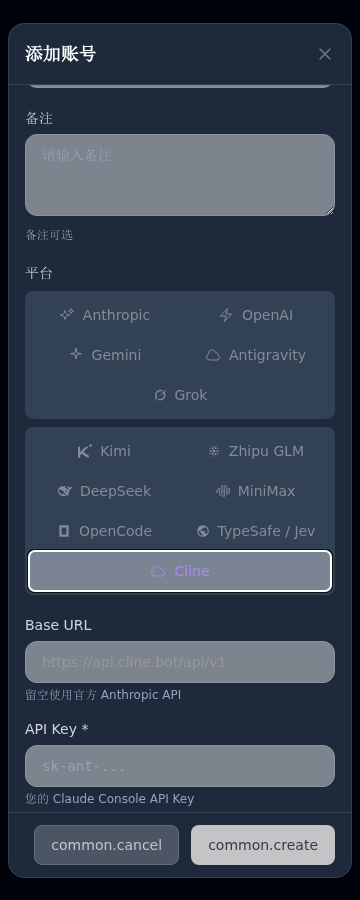 添加账号
备注
请输入备注
备注可选
平台
Anthropic
OpenAI
Gemini
Antigravity
Grok
Kimi
Zhipu GLM
DeepSeek
MiniMax
OpenCode
TypeSafe / Jev
Cline
Base URL
https://api.cline.bot/api/v1
留空使用官方 Anthropic API
API Key *
sk-ant-...
您的 Claude Console API Key
common.cancel
common.create